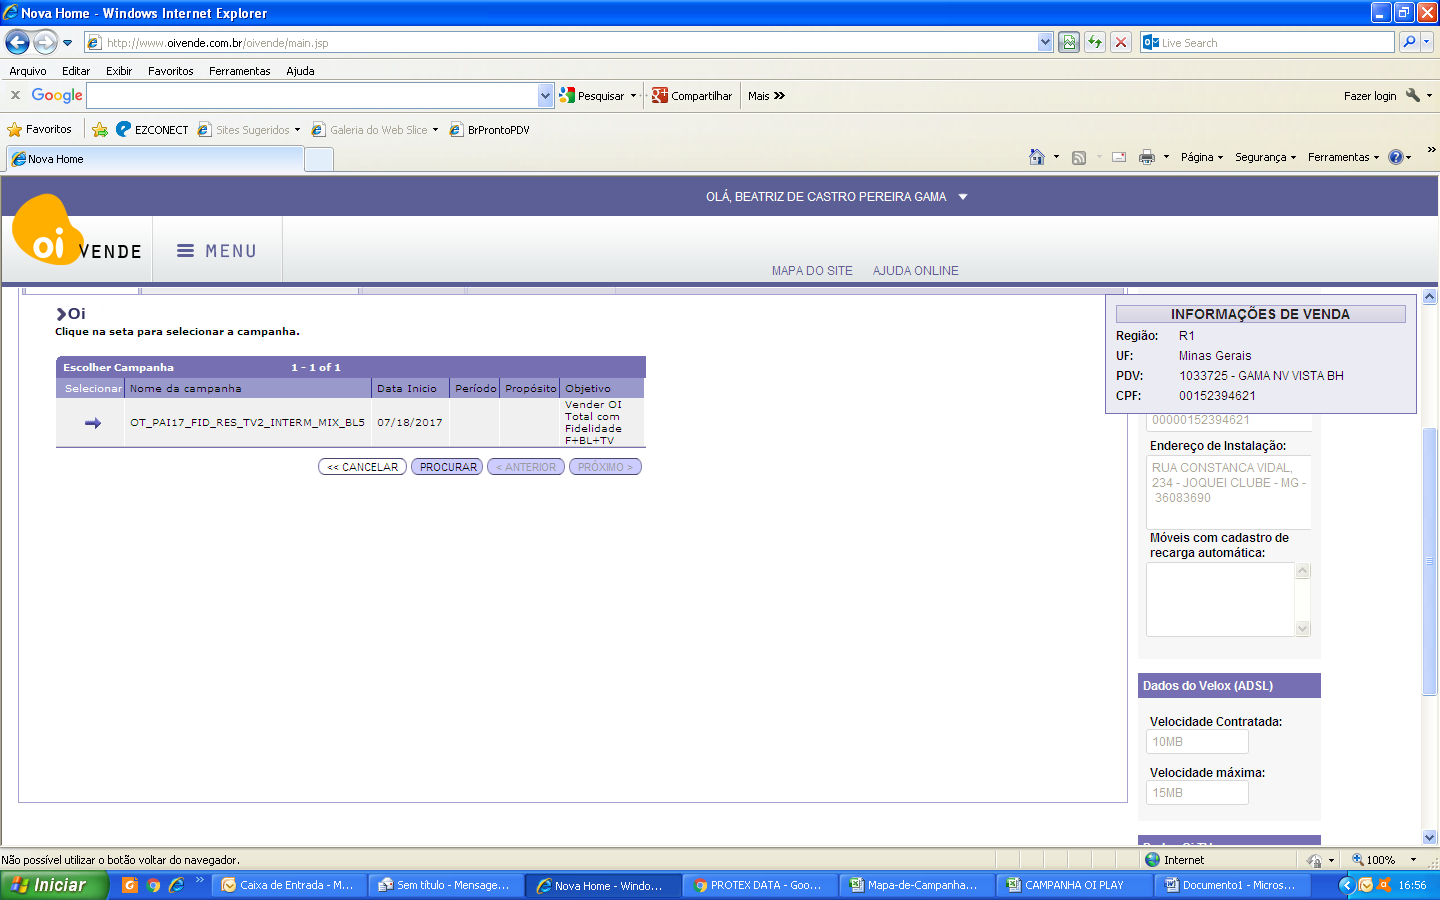 Nova Home - Windows Internet Explorer
http://www.oivende.com.br/oivende/main.jsp
Live Search
Arquivo Editar Exibir Favoritos Ferramentas Ajuda
x Google Pesquisar Compartilhar Mais >> Fazer login
Favoritos EZCONECT Sites Sugeridos Galeria do Web Slice BrProntoPDV
Nova Home Página Segurança Ferramentas
OLÁ, BEATRIZ DE CASTRO PEREIRA GAMA
oi VENDE MENU
MAPA DO SITE AJUDA ONLINE
Oi
Clique na seta para selecionar a campanha.
Escolher Campanha 1 - 1 of 1
Selecionar Nome da campanha Data Inicio Período Propósito Objetivo
OT_PAI17_FID_RES_TV2_INTERM_MIX_BL5 07/18/2017 Vender OI
Total com
Fidelidade
F+BL+TV
<< CANCELAR PROCURAR < ANTERIOR PRÓXIMO >
INFORMAÇÕES DE VENDA
Região: R1
UF: Minas Gerais
PDV: 1033725 - GAMA NV VISTA BH
CPF: 00152394621
00000152394621
Endereço de Instalação:
RUA CONSTANCA VIDAL,
234 - JOQUEI CLUBE - MG -
36083690
Móveis com cadastro de
recarga automática:
Dados do Velox (ADSL)
Velocidade Contratada:
10MB
Velocidade máxima:
15MB
Não possível utilizar o botão voltar do navegador.
Internet 100%
Iniciar Caixa de Entrada - M... Sem título - Mensage... Nova Home - Windo... PROTEX DATA - Goo... Mapa-de-Campanha... CAMPANHA OI PLAY Documento1 - Micros... 16:56